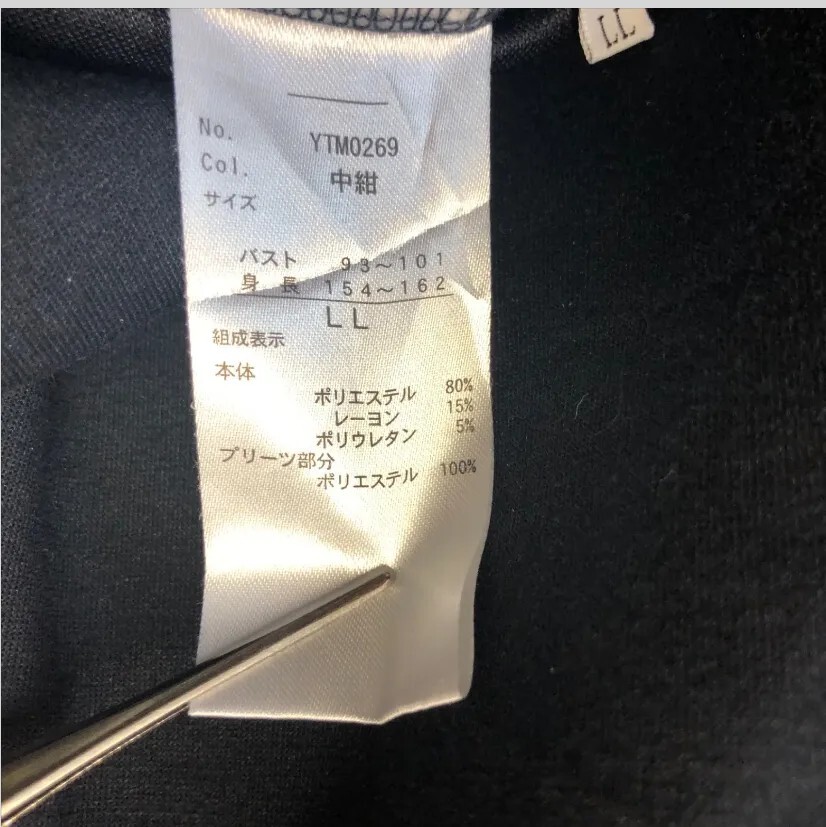 LL
No. YTM0269
Col. 中紺
サイズ
バスト 93～101
身長 154～162
LL
組成表示
本体
ポリエステル 80%
レーヨン 15%
ポリウレタン 5%
プリーツ部分
ポリエステル 100%